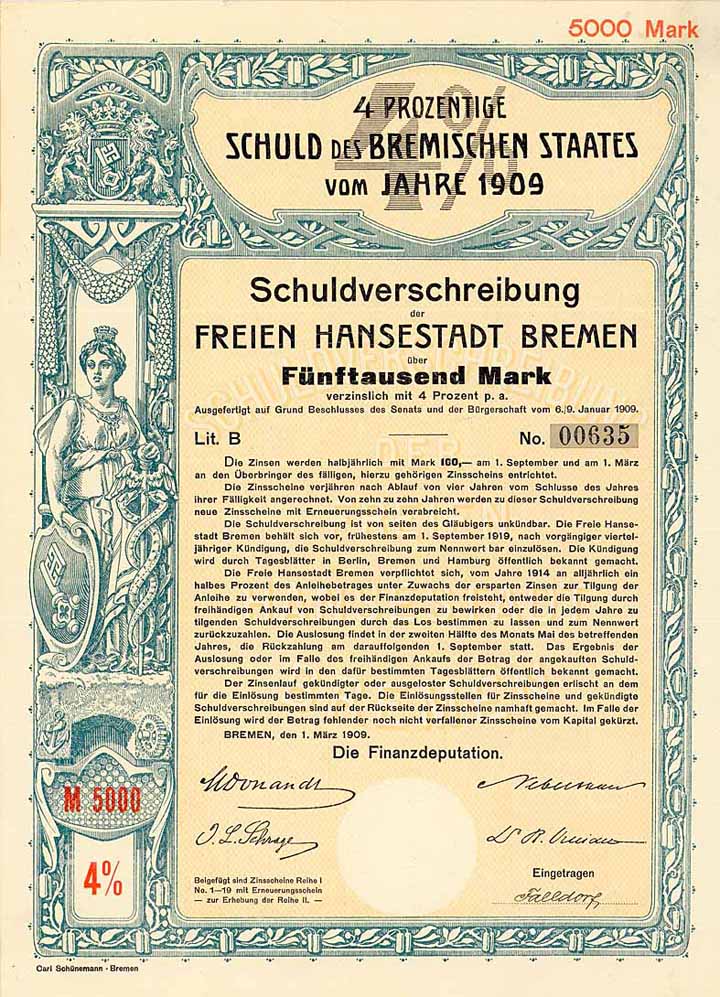 5000 Mark
4%
4 PROZENTIGE
SCHULD DES BREMISCHEN STAATES
VOM JAHRE 1909
Schuldverschreibung
der
FREIEN HANSESTADT BREMEN
über
Fünftausend Mark
verzinslich mit 4 Prozent p. a.
Ausgefertigt auf Grund Beschlusses des Senats und der Bürgerschaft vom 6./9. Januar 1909.
Lit. B No. 00635
Die Zinsen werden halbjährlich mit Mark 100,— am 1. September und am 1. März
an den Überbringer des fälligen, hierzu gehörigen Zinsscheins entrichtet.
Die Zinsscheine verjähren nach Ablauf von vier Jahren vom Schlusse des Jahres
ihrer Fälligkeit angerechnet. Von zehn zu zehn Jahren werden zu dieser Schuldverschreibung
neue Zinsscheine mit Erneuerungsschein verabreicht.
Die Schuldverschreibung ist von seiten des Gläubigers unkündbar. Die Freie Hanse-
stadt Bremen behält sich vor, frühestens am 1. September 1919, nach vorgängiger viertel-
jähriger Kündigung, die Schuldverschreibung zum Nennwert bar einzulösen. Die Kündigung
wird durch Tagesblätter in Berlin, Bremen und Hamburg öffentlich bekannt gemacht.
Die Freie Hansestadt Bremen verpflichtet sich, vom Jahre 1914 an alljährlich ein
halbes Prozent des Anleihebetrages unter Zuwachs der ersparten Zinsen zur Tilgung der
Anleihe zu verwenden, wobei es der Finanzdeputation freisteht, entweder die Tilgung durch
freihändigen Ankauf von Schuldverschreibungen zu bewirken oder die in jedem Jahre zu
tilgenden Schuldverschreibungen durch das Los bestimmen zu lassen und zum Nennwert
zurückzuzahlen. Die Auslosung findet in der zweiten Hälfte des Monats Mai des betreffenden
Jahres, die Rückzahlung am darauffolgenden 1. September statt. Das Ergebnis der
Auslosung oder im Falle des freihändigen Ankaufs der Betrag der angekauften Schuld-
verschreibungen wird in den dafür bestimmten Tagesblättern öffentlich bekannt gemacht.
Der Zinsenlauf gekündigter oder ausgeloster Schuldverschreibungen erlischt an dem
für die Einlösung bestimmten Tage. Die Einlösungsstellen für Zinsscheine und gekündigte
Schuldverschreibungen sind auf der Rückseite der Zinsscheine namhaft gemacht. Im Falle der
Einlösung wird der Betrag fehlender noch nicht verfallener Zinsscheine vom Kapital gekürzt.
BREMEN, den 1. März 1909.
Die Finanzdeputation.
M 5000
4%
MDonandt
J. L. Schrage
Beigefügt sind Zinsscheine Reihe I
No. 1—19 mit Erneuerungsschein
— zur Erhebung der Reihe II. —
Eingetragen
Falldorf
Carl Schünemann - Bremen